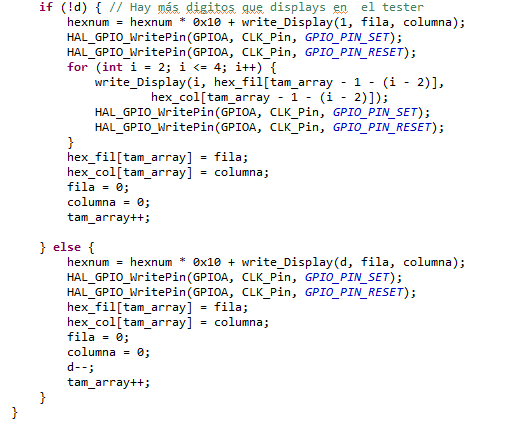 if (!d) { // Hay más digitos que displays en  el tester
hexnum = hexnum * 0x10 + write_Display(1, fila, columna);
HAL_GPIO_WritePin(GPIOA, CLK_Pin, GPIO_PIN_SET);
HAL_GPIO_WritePin(GPIOA, CLK_Pin, GPIO_PIN_RESET);
for (int i = 2; i <= 4; i++) {
write_Display(i, hex_fil[tam_array - 1 - (i - 2)],
hex_col[tam_array - 1 - (i - 2)]);
HAL_GPIO_WritePin(GPIOA, CLK_Pin, GPIO_PIN_SET);
HAL_GPIO_WritePin(GPIOA, CLK_Pin, GPIO_PIN_RESET);
}
hex_fil[tam_array] = fila;
hex_col[tam_array] = columna;
fila = 0;
columna = 0;
tam_array++;
} else {
hexnum = hexnum * 0x10 + write_Display(d, fila, columna);
HAL_GPIO_WritePin(GPIOA, CLK_Pin, GPIO_PIN_SET);
HAL_GPIO_WritePin(GPIOA, CLK_Pin, GPIO_PIN_RESET);
hex_fil[tam_array] = fila;
hex_col[tam_array] = columna;
fila = 0;
columna = 0;
d--;
tam_array++;
}
}